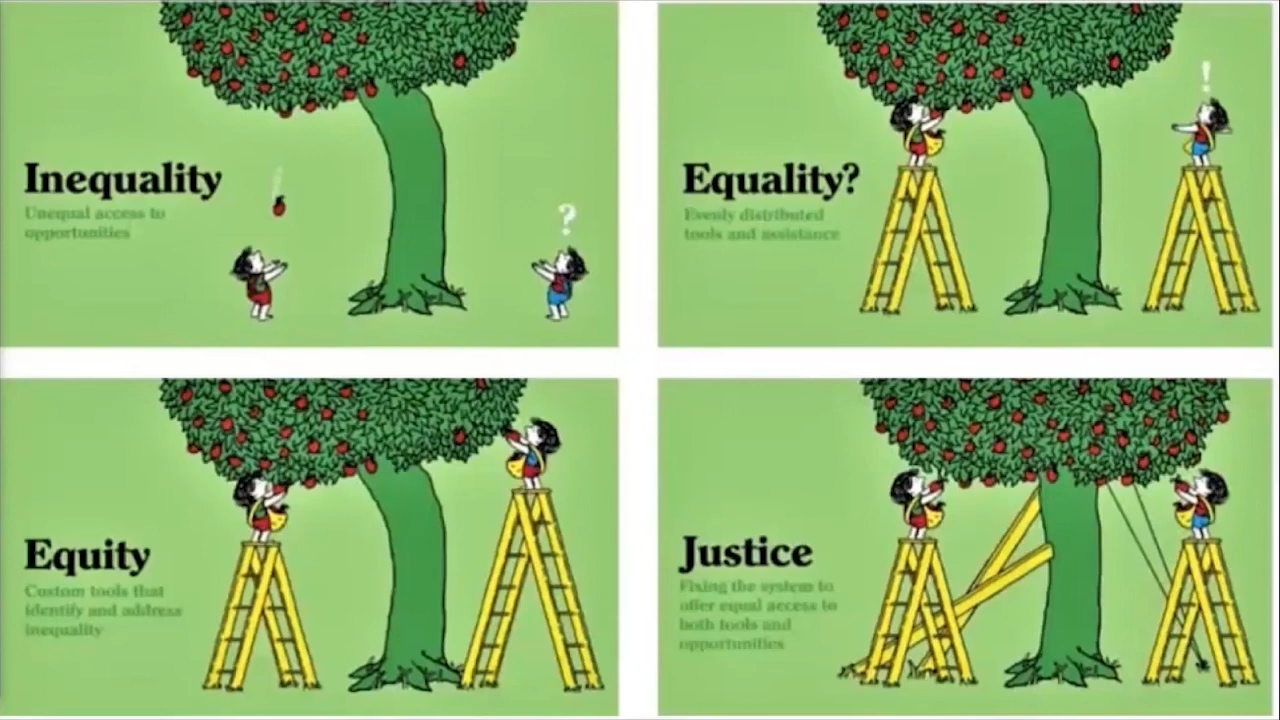 Inequality
Unequal access to
opportunities
?
Equality?
Evenly distributed
tools and assistance
!
Equity
Custom tools that
identify and address
inequality
Justice
Fixing the system to
offer equal access to
both tools and
opportunities